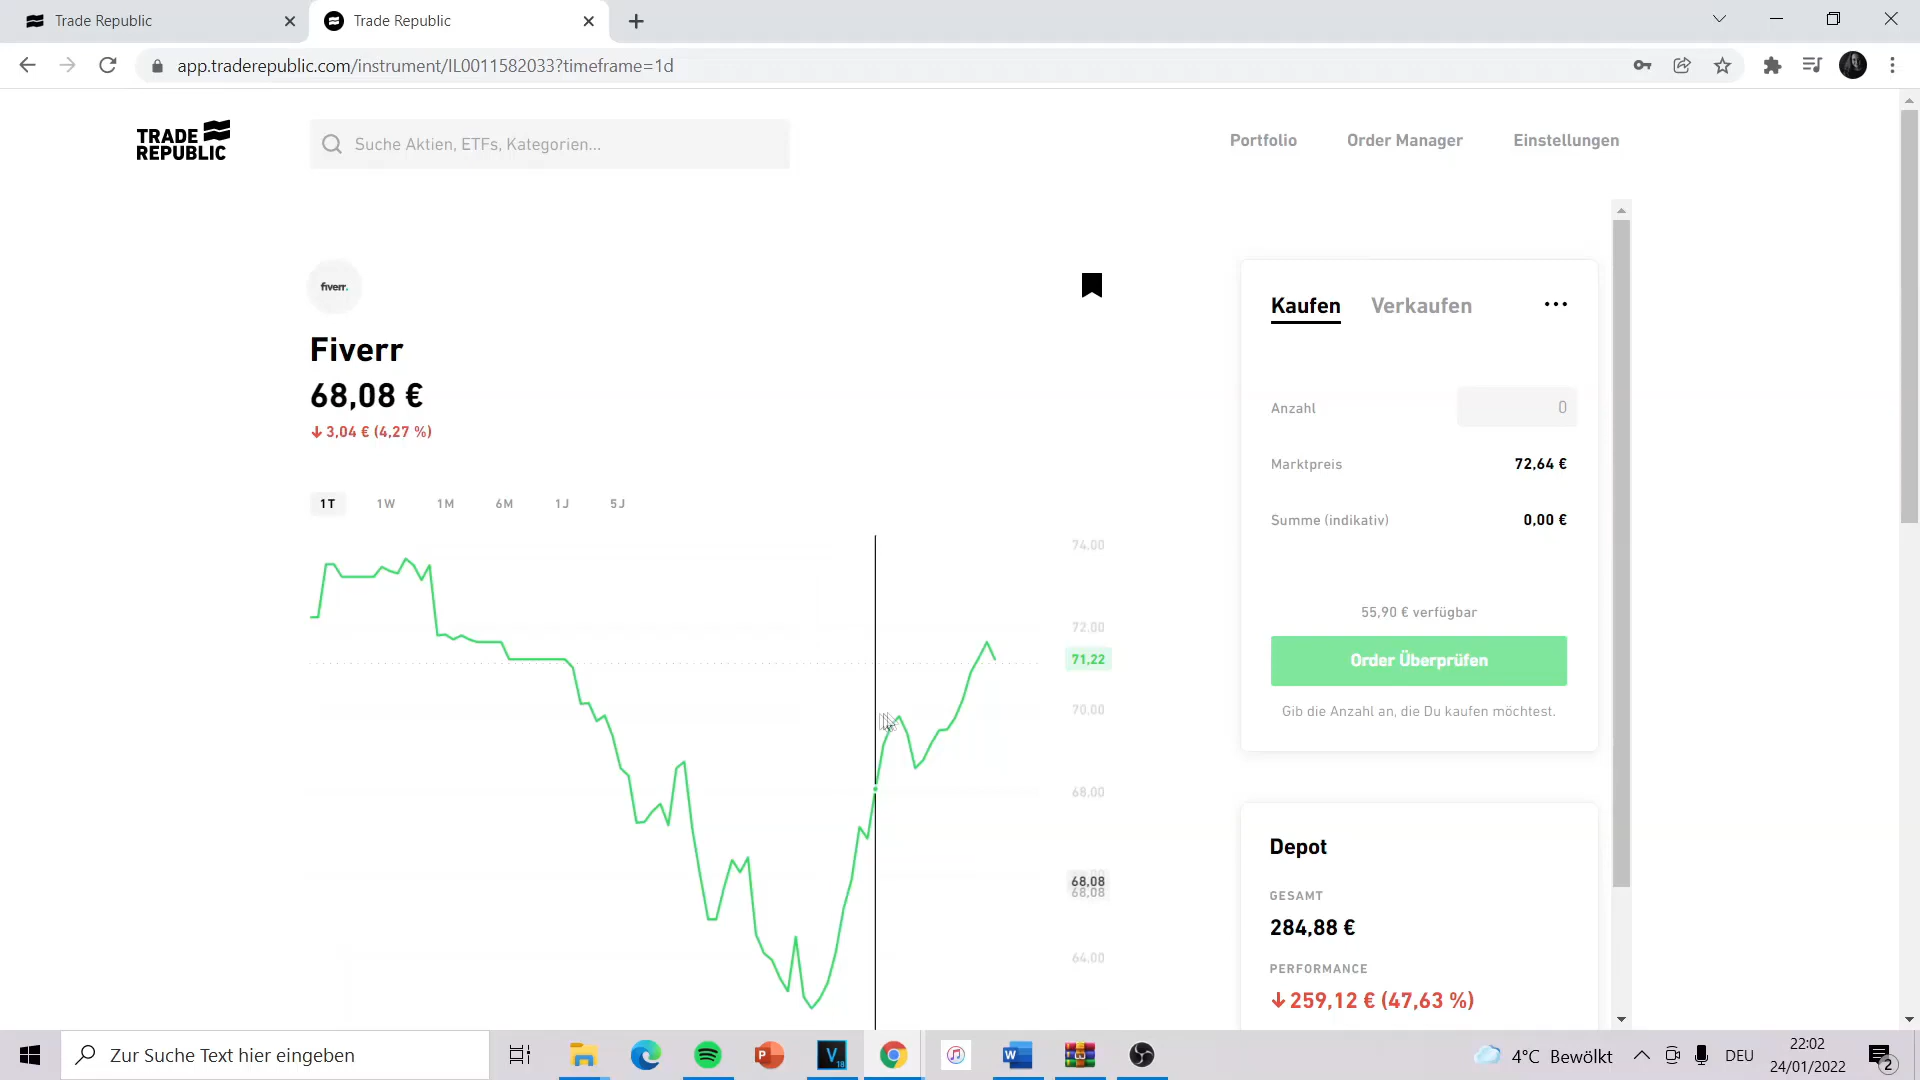 Trade Republic
Trade Republic
app.traderepublic.com/instrument/IL0011582033?timeframe=1d
TRADE REPUBLIC
Suche Aktien, ETFs, Kategorien...
Portfolio
Order Manager
Einstellungen
fiverr.
Fiverr
68,08 €
3,04 € (4,27 %)
1T 1W 1M 6M 1J 5J
74,00
72,00
71,22
70,00
68,00
68,08
68,08
64,00
Kaufen
Verkaufen
Anzahl 0
Marktpreis 72,64 €
Summe (indikativ) 0,00 €
55,90 € verfügbar
Order Überprüfen
Gib die Anzahl an, die Du kaufen möchtest.
Depot
GESAMT
284,88 €
PERFORMANCE
259,12 € (47,63 %)
Zur Suche Text hier eingeben
4°C Bewölkt
DEU
22:02
24/01/2022
2